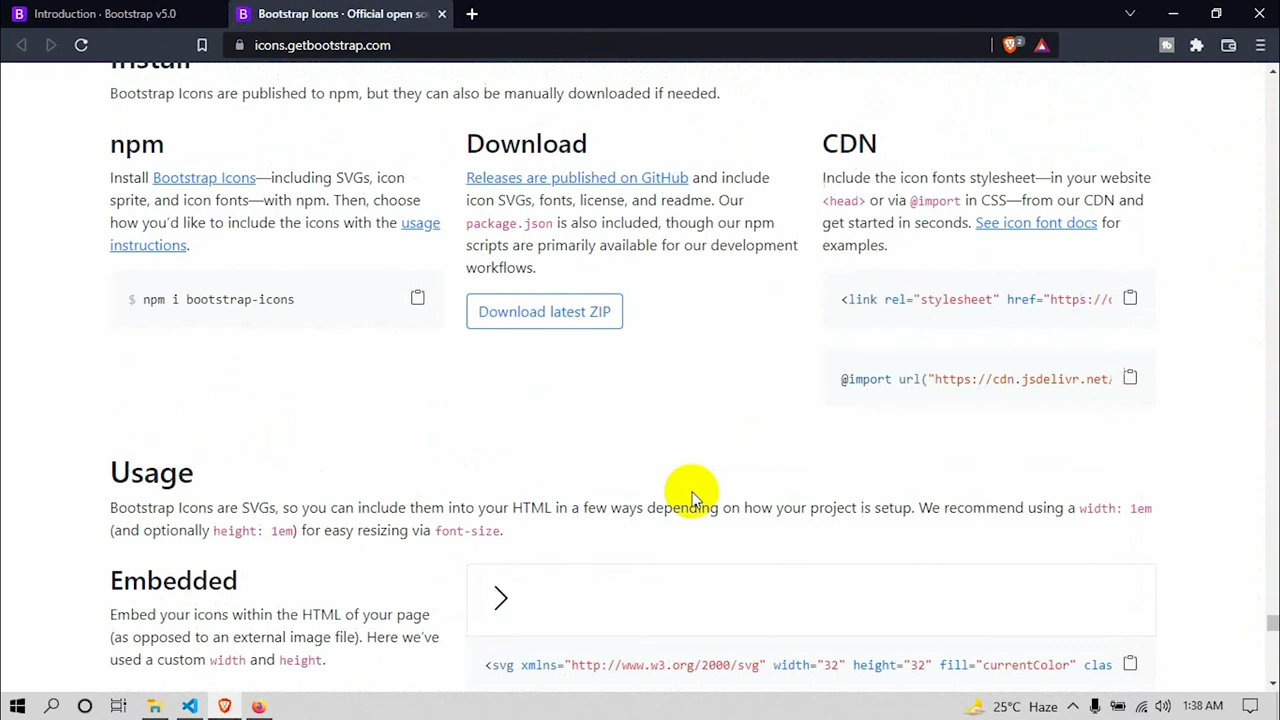 Introduction · Bootstrap v5.0
Bootstrap Icons · Official open so
icons.getbootstrap.com
2
Install
Bootstrap Icons are published to npm, but they can also be manually downloaded if needed.
npm
Install Bootstrap Icons—including SVGs, icon
sprite, and icon fonts—with npm. Then, choose
how you'd like to include the icons with the usage
instructions.
$ npm i bootstrap-icons
Download
Releases are published on GitHub and include
icon SVGs, fonts, license, and readme. Our
package.json is also included, though our npm
scripts are primarily available for our development
workflows.
Download latest ZIP
CDN
Include the icon fonts stylesheet—in your website
<head> or via @import in CSS—from our CDN and
get started in seconds. See icon font docs for
examples.
<link rel="stylesheet" href="https://c
@import url("https://cdn.jsdelivr.net/
Usage
Bootstrap Icons are SVGs, so you can include them into your HTML in a few ways depending on how your project is setup. We recommend using a width: 1em
(and optionally height: 1em) for easy resizing via font-size.
Embedded
Embed your icons within the HTML of your page
(as opposed to an external image file). Here we've
used a custom width and height.
<svg xmlns="http://www.w3.org/2000/svg" width="32" height="32" fill="currentColor" clas
25°C Haze
1:38 AM